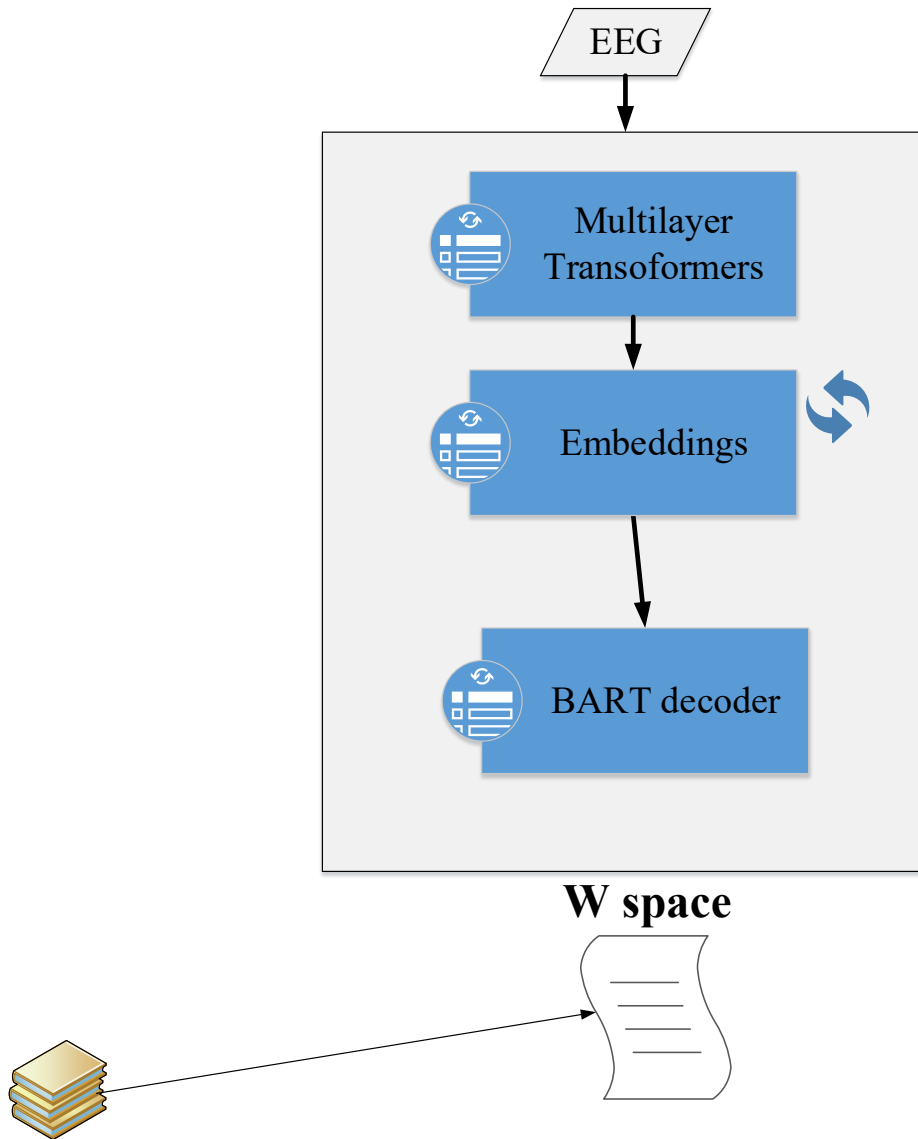 EEG
Multilayer
Transoformers
Embeddings
BART decoder
W space